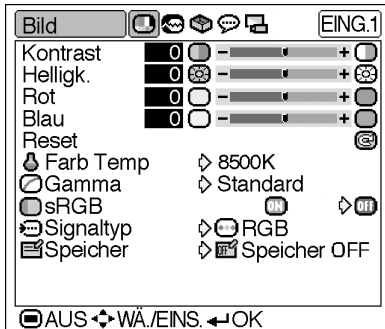 Bild EING.1
Kontrast 0 - +
Helligk. 0 - +
Rot 0 - +
Blau 0 - +
Reset
Farb Temp 8500K
Gamma Standard
sRGB ON OFF
Signaltyp RGB
Speicher OFF Speicher OFF
AUS WÄ./EINS. OK